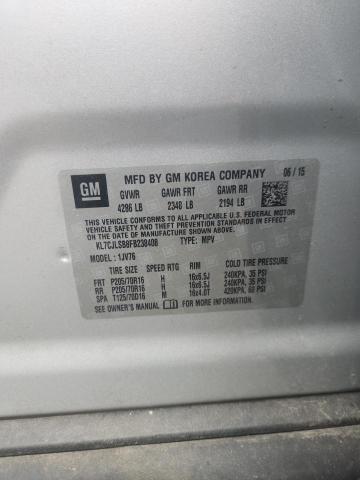 GM
MFD BY GM KOREA COMPANY 06 / 15
GVWR GAWR FRT GAWR RR
4286 LB 2348 LB 2194 LB
THIS VEHICLE CONFORMS TO ALL APPLICABLE U.S. FEDERAL MOTOR
VEHICLE SAFETY AND THEFT PREVENTION STANDARDS IN EFFECT
ON THE DATE OF MANUFACTURE SHOWN ABOVE.
KL7CJLSB8FB238408 TYPE: MPV
MODEL: 1JV76
TIRE SIZE SPEED RTG RIM COLD TIRE PRESSURE
FRT P205/70R16 H 16x6.5J 240KPA, 35 PSI
RR P205/70R16 H 16x6.5J 240KPA, 35 PSI
SPA T125/70D16 M 16x4.0T 420KPA, 60 PSI
SEE OWNER'S MANUAL FOR ADDITIONAL INFORMATION